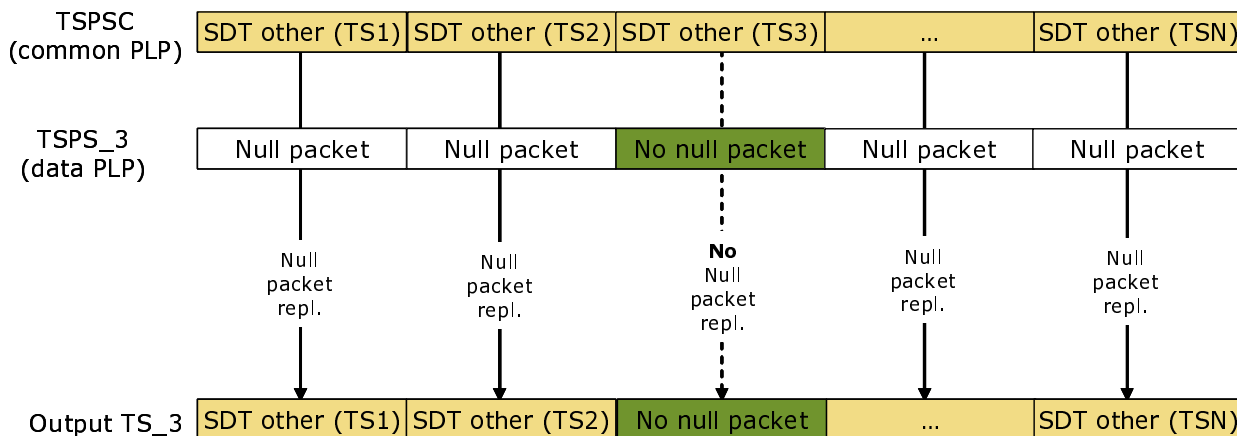 TSPSC
(common PLP)
SDT other (TS1)
SDT other (TS2)
SDT other (TS3)
...
SDT other (TSN)
TSPS_3
(data PLP)
Null packet
Null packet
No null packet
Null packet
Null packet
Null
packet
repl.
Null
packet
repl.
No
Null
packet
repl.
Null
packet
repl.
Null
packet
repl.
Output TS_3
SDT other (TS1)
SDT other (TS2)
No null packet
...
SDT other (TSN)